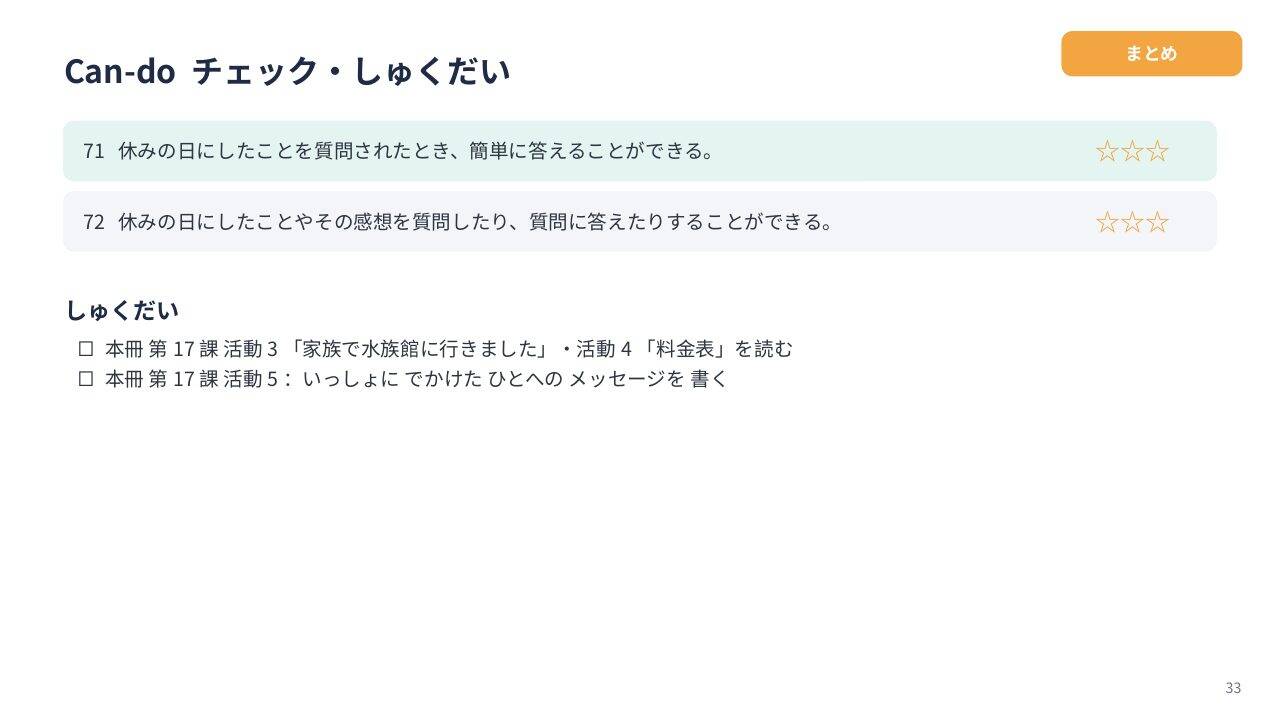 Can-do チェック・しゅくだい
まとめ
71 休みの日にしたことを質問されたとき、簡単に答えることができる。 ☆☆☆
72 休みの日にしたことやその感想を質問したり、質問に答えたりすることができる。 ☆☆☆
しゅくだい
☐ 本冊 第 17 課 活動 3 「家族で水族館に行きました」・活動 4 「料金表」を読む
☐ 本冊 第 17 課 活動 5 : いっしょに でかけた ひとへの メッセージを 書く
33